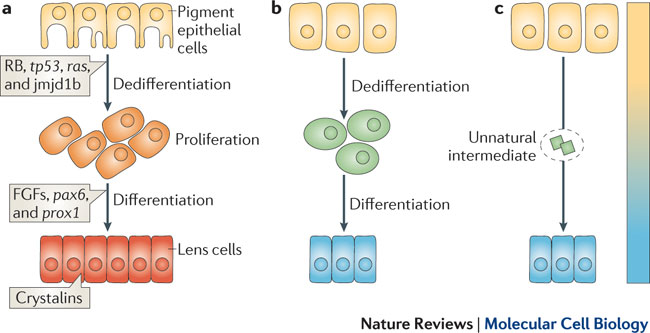 a
Pigment
epithelial
cells
RB, tp53, ras,
and jmjd1b
Dedifferentiation
Proliferation
FGFs, pax6,
and prox1
Differentiation
Lens cells
Crystalins
b
Dedifferentiation
Differentiation
c
Unnatural
intermediate
Nature Reviews | Molecular Cell Biology